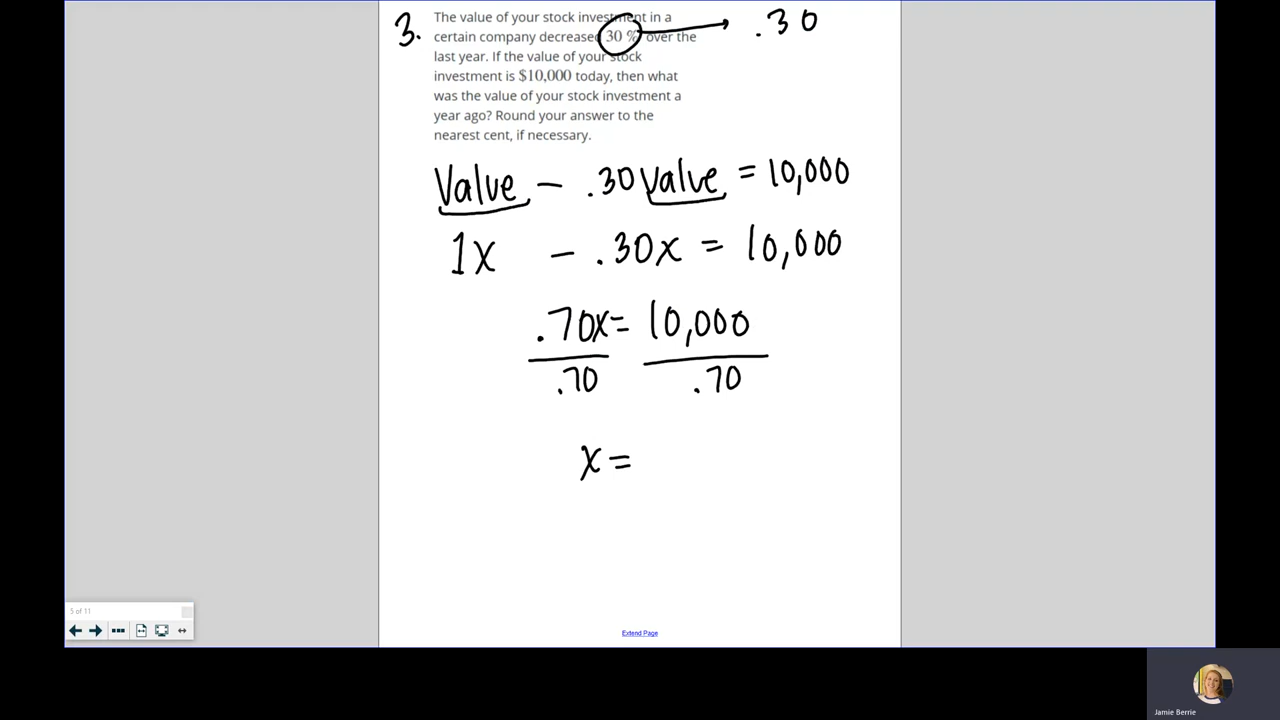 3. The value of your stock investment in a
certain company decreased 30 % over the
last year. If the value of your stock
investment is $10,000 today, then what
was the value of your stock investment a
year ago? Round your answer to the
nearest cent, if necessary.
.30
Value - .30 value = 10,000
1x - .30x = 10,000
.70x = 10,000
.70 .70
x =
5 of 11
Extend Page
Jamie Berrie